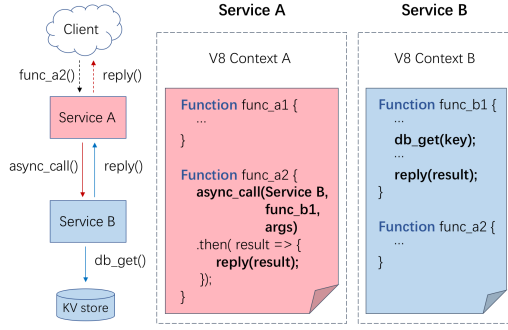 Client
func_a2()
reply()
Service A
async_call()
reply()
Service B
db_get()
KV store
Service A
V8 Context A
Function func_a1 {
...
}
Function func_a2 {
async_call(Service B,
func_b1,
args)
.then( result => {
reply(result);
});
}
Service B
V8 Context B
Function func_b1 {
...
db_get(key);
...
reply(result);
}
Function func_a2 {
...
}